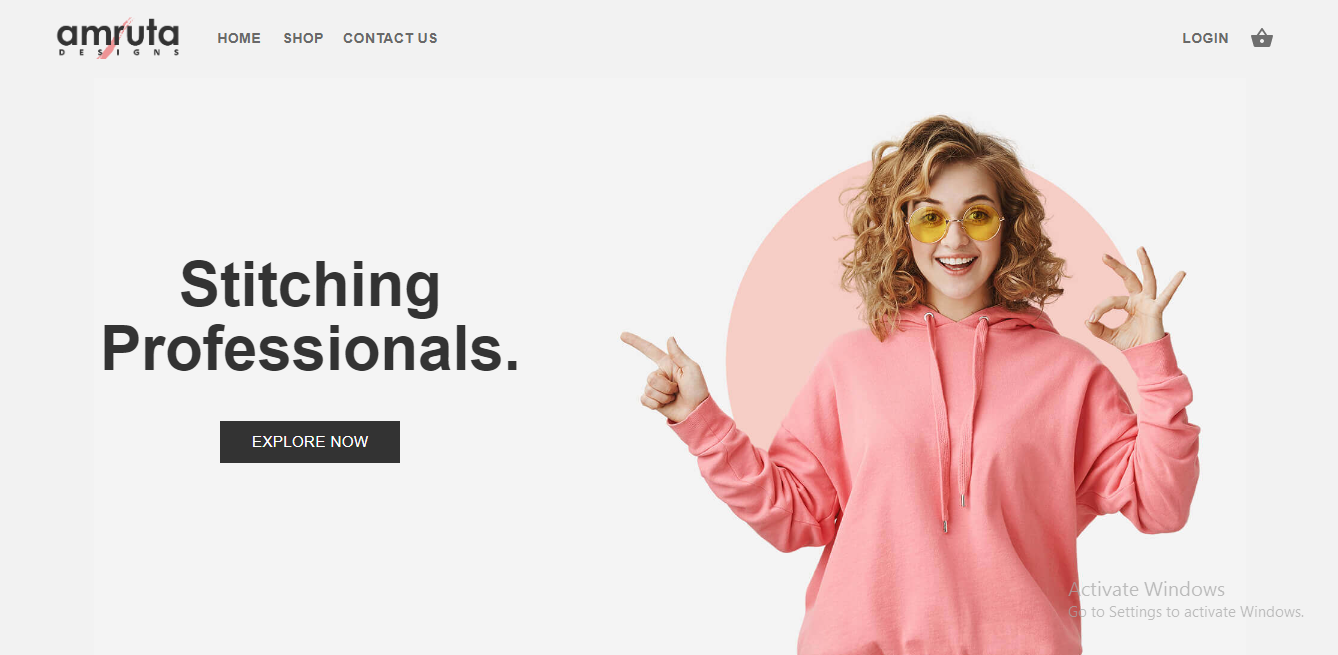 amruta
DESIGNS
HOME
SHOP
CONTACT US
LOGIN
Stitching
Professionals.
EXPLORE NOW
Activate Windows
Go to Settings to activate Windows.